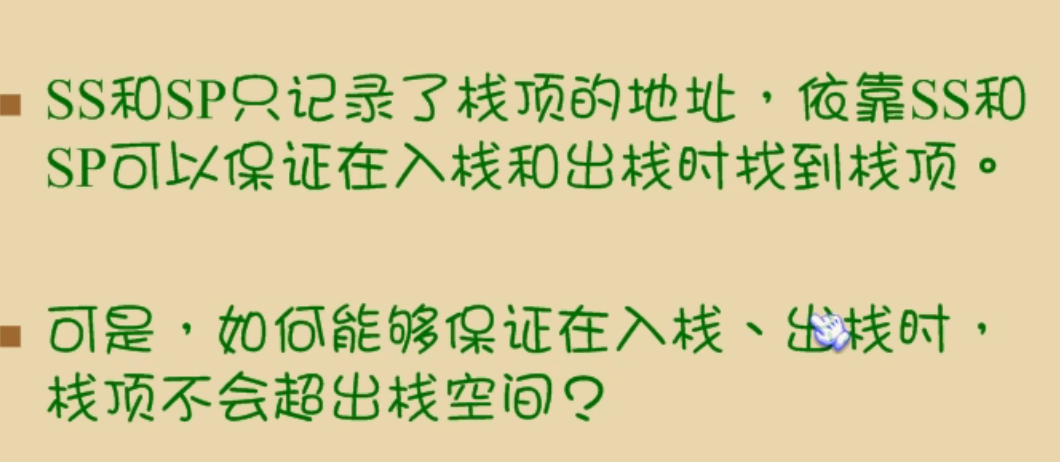 SS和SP只记录了栈顶的地址，依靠SS和
SP可以保证在入栈和出栈时找到栈顶。
可是，如何能够保证在入栈、出栈时，
栈顶不会超出栈空间？